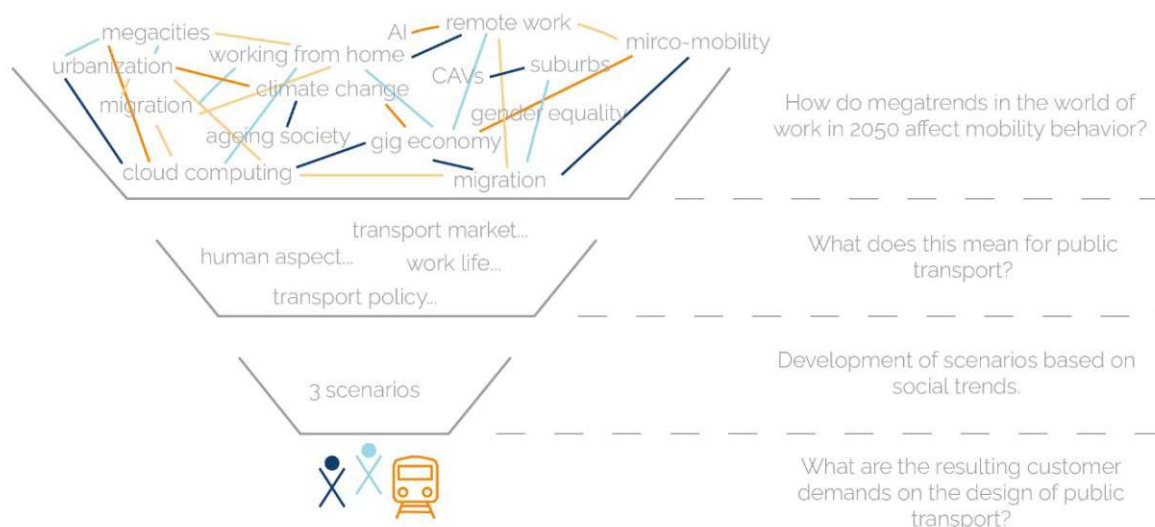 megacities
AI
remote work
mirco-mobility
urbanization
working from home
CAVs
suburbs
climate change
migration
gender equality
ageing society
gig economy
cloud computing
migration
How do megatrends in the world of
work in 2050 affect mobility behavior?
transport market...
human aspect...
work life...
transport policy...
What does this mean for public
transport?
3 scenarios
Development of scenarios based on
social trends.
What are the resulting customer
demands on the design of public
transport?